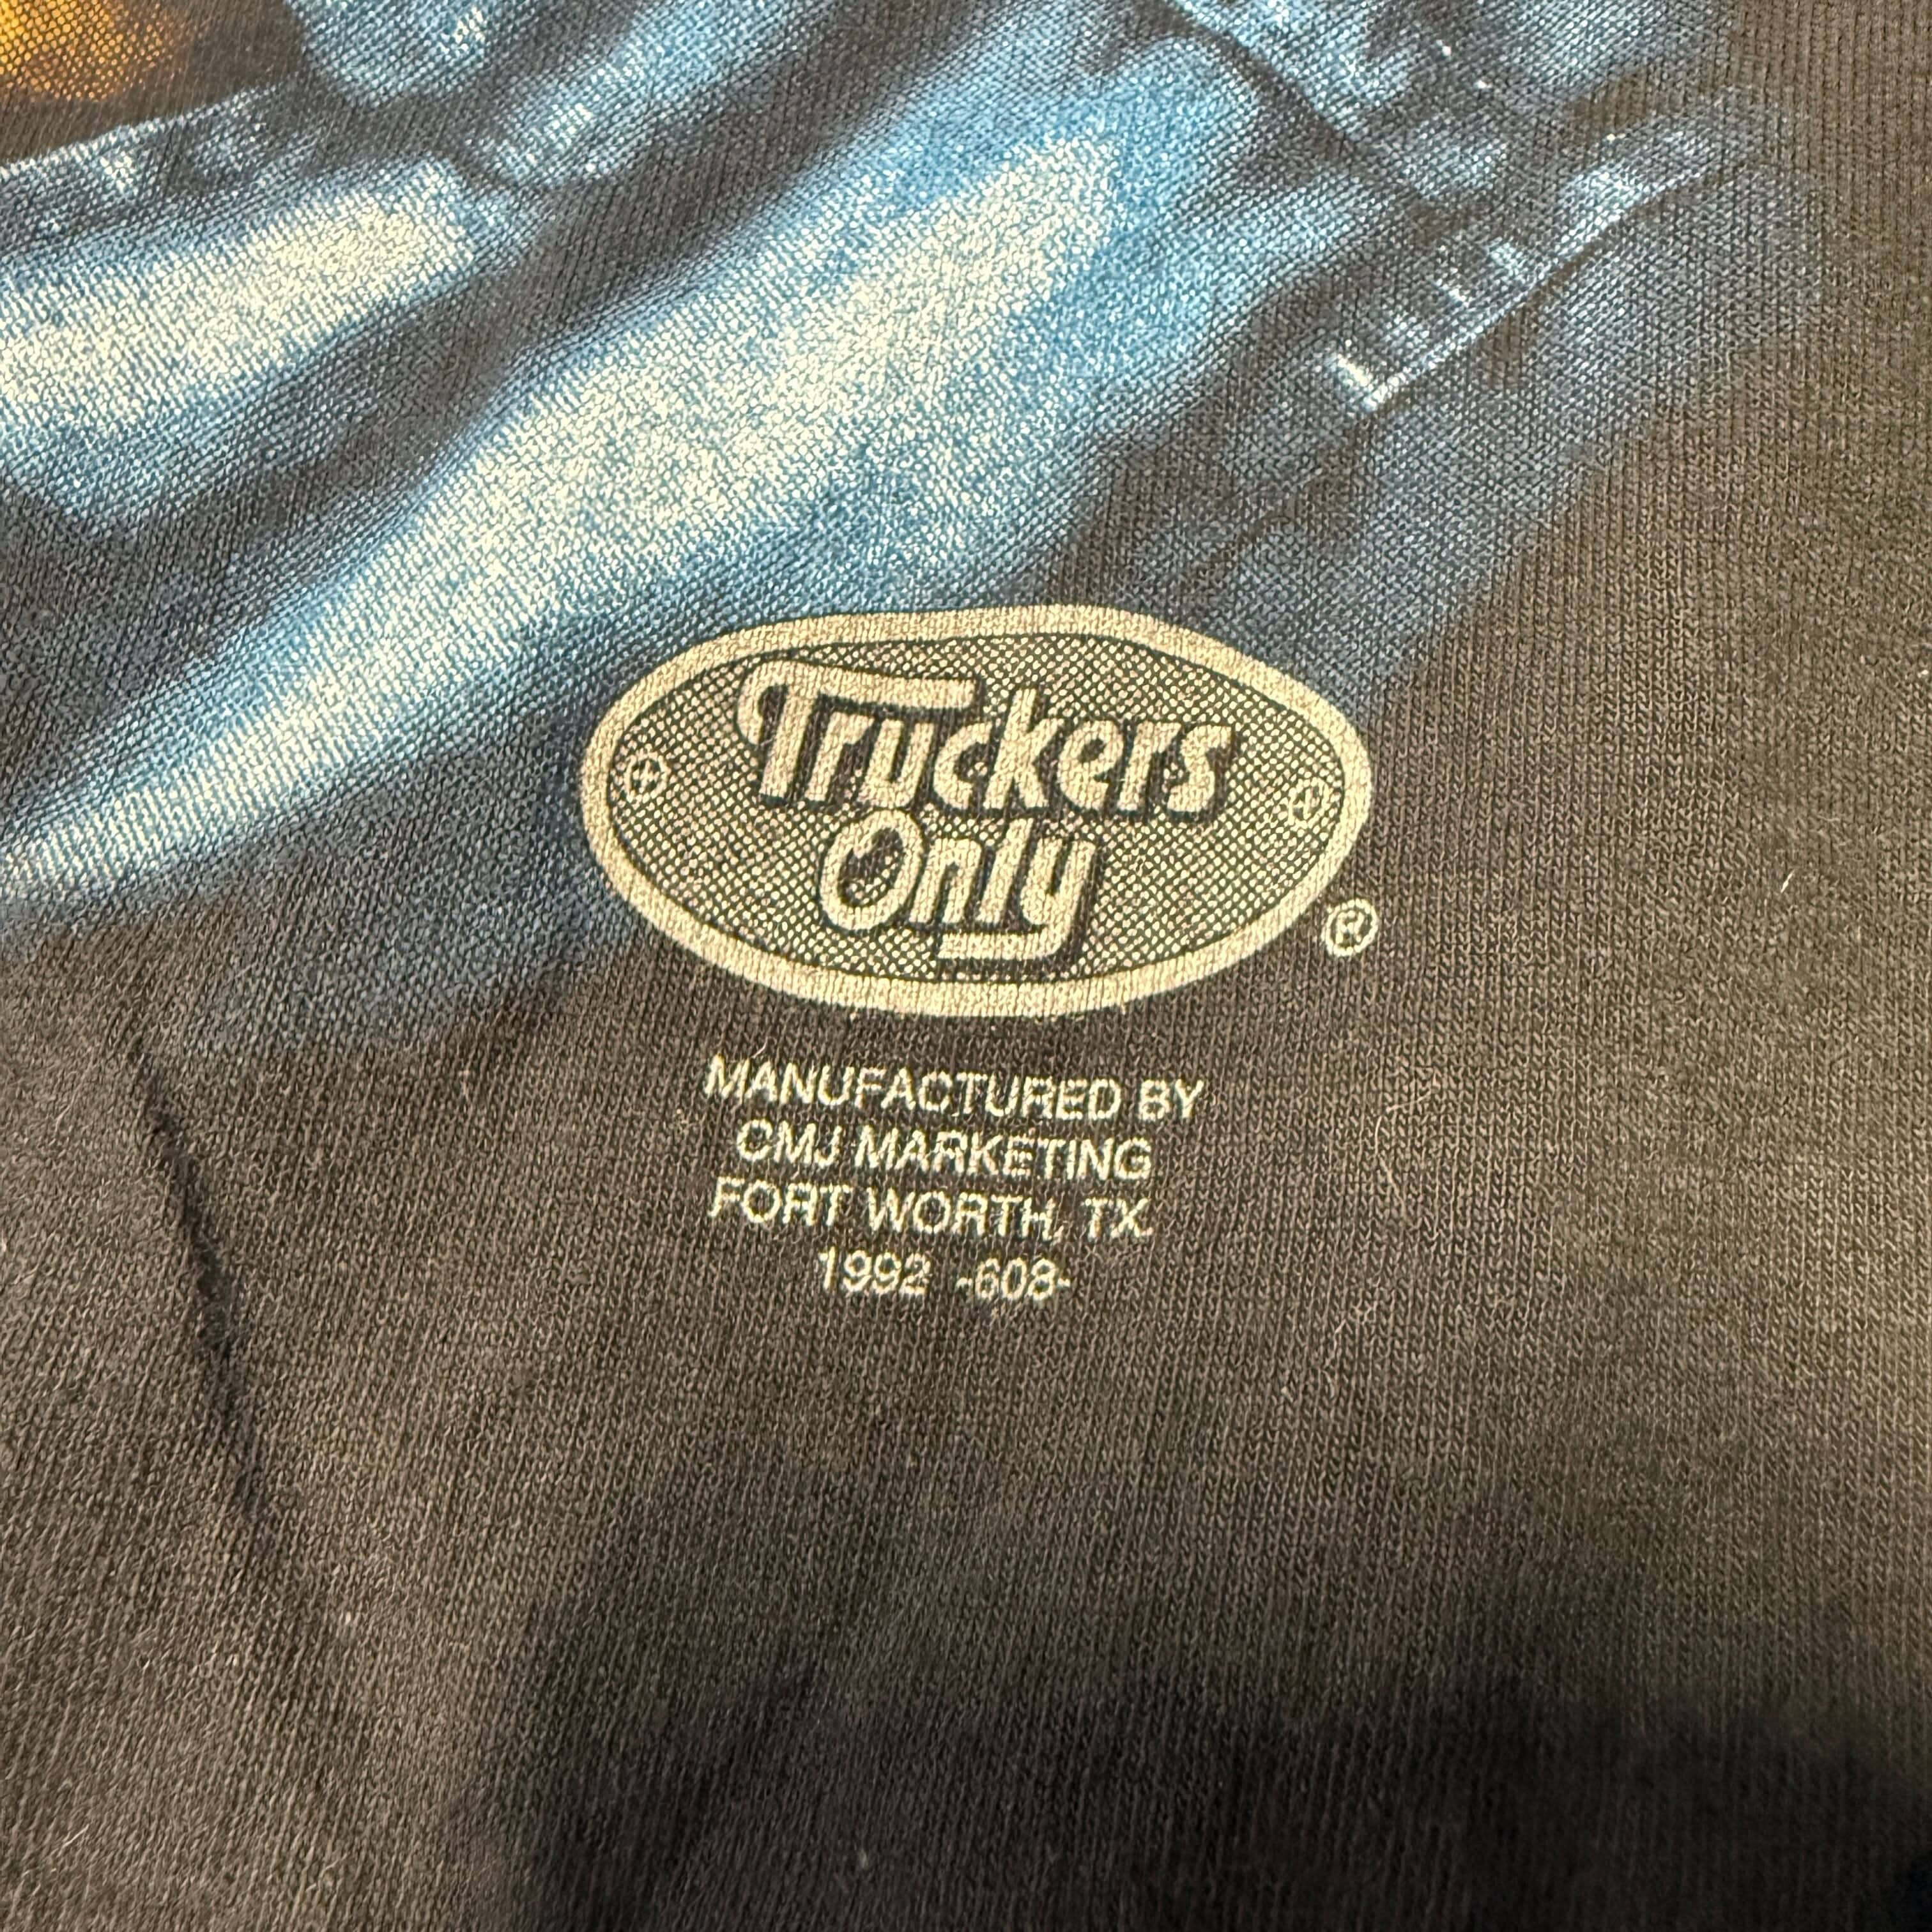 Truckers
Only
®
MANUFACTURED BY
CMJ MARKETING
FORT WORTH, TX.
1992 -608-